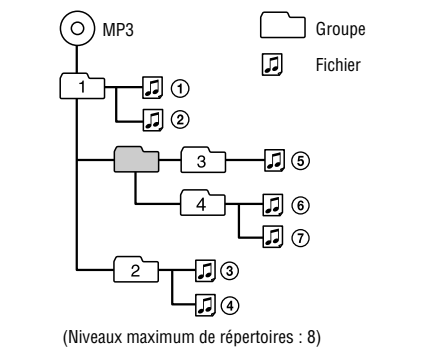 MP3
Groupe
Fichier
1
①
②
3
⑤
4
⑥
⑦
2
③
④
(Niveaux maximum de répertoires : 8)